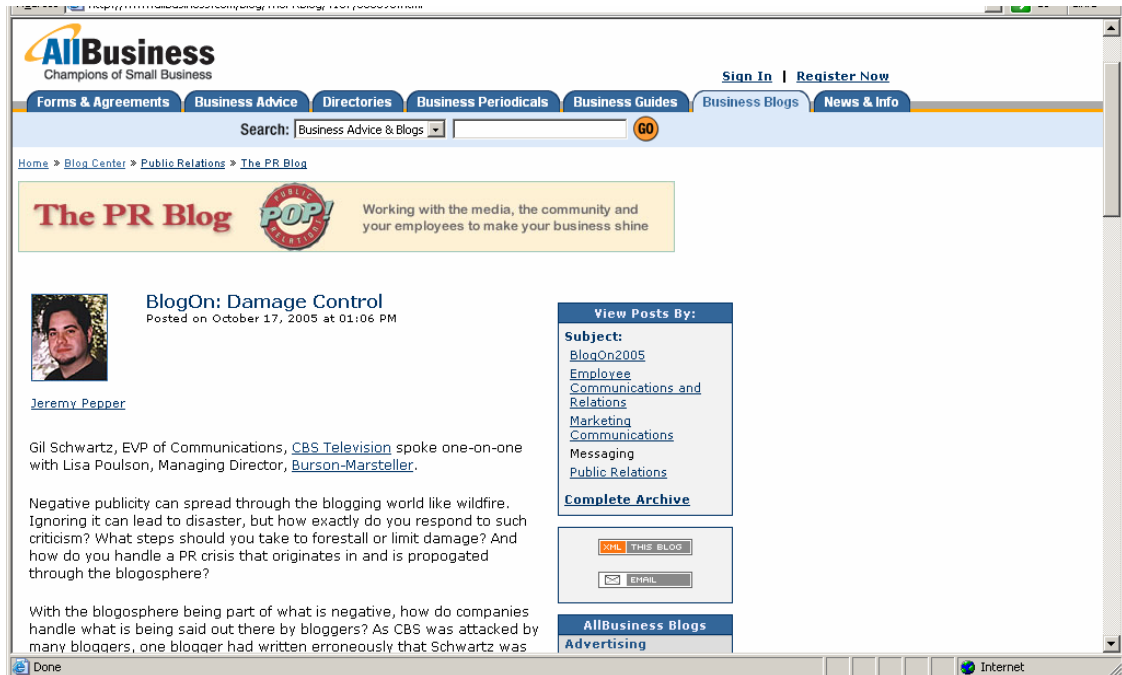 AllBusiness
Champions of Small Business
Sign In | Register Now
Forms & Agreements Business Advice Directories Business Periodicals Business Guides Business Blogs News & Info
Search: Business Advice & Blogs GO
Home » Blog Center » Public Relations » The PR Blog
The PR Blog PUBLIC POP! RELATIONS Working with the media, the community and
your employees to make your business shine
BlogOn: Damage Control
Posted on October 17, 2005 at 01:06 PM
Jeremy Pepper
Gil Schwartz, EVP of Communications, CBS Television spoke one-on-one
with Lisa Poulson, Managing Director, Burson-Marsteller.
Negative publicity can spread through the blogging world like wildfire.
Ignoring it can lead to disaster, but how exactly do you respond to such
criticism? What steps should you take to forestall or limit damage? And
how do you handle a PR crisis that originates in and is propogated
through the blogosphere?
With the blogosphere being part of what is negative, how do companies
handle what is being said out there by bloggers? As CBS was attacked by
many bloggers, one blogger had written erroneously that Schwartz was
View Posts By:
Subject:
BlogOn2005
Employee
Communications and
Relations
Marketing
Communications
Messaging
Public Relations
Complete Archive
XML THIS BLOG
EMAIL
AllBusiness Blogs
Advertising
Done Internet